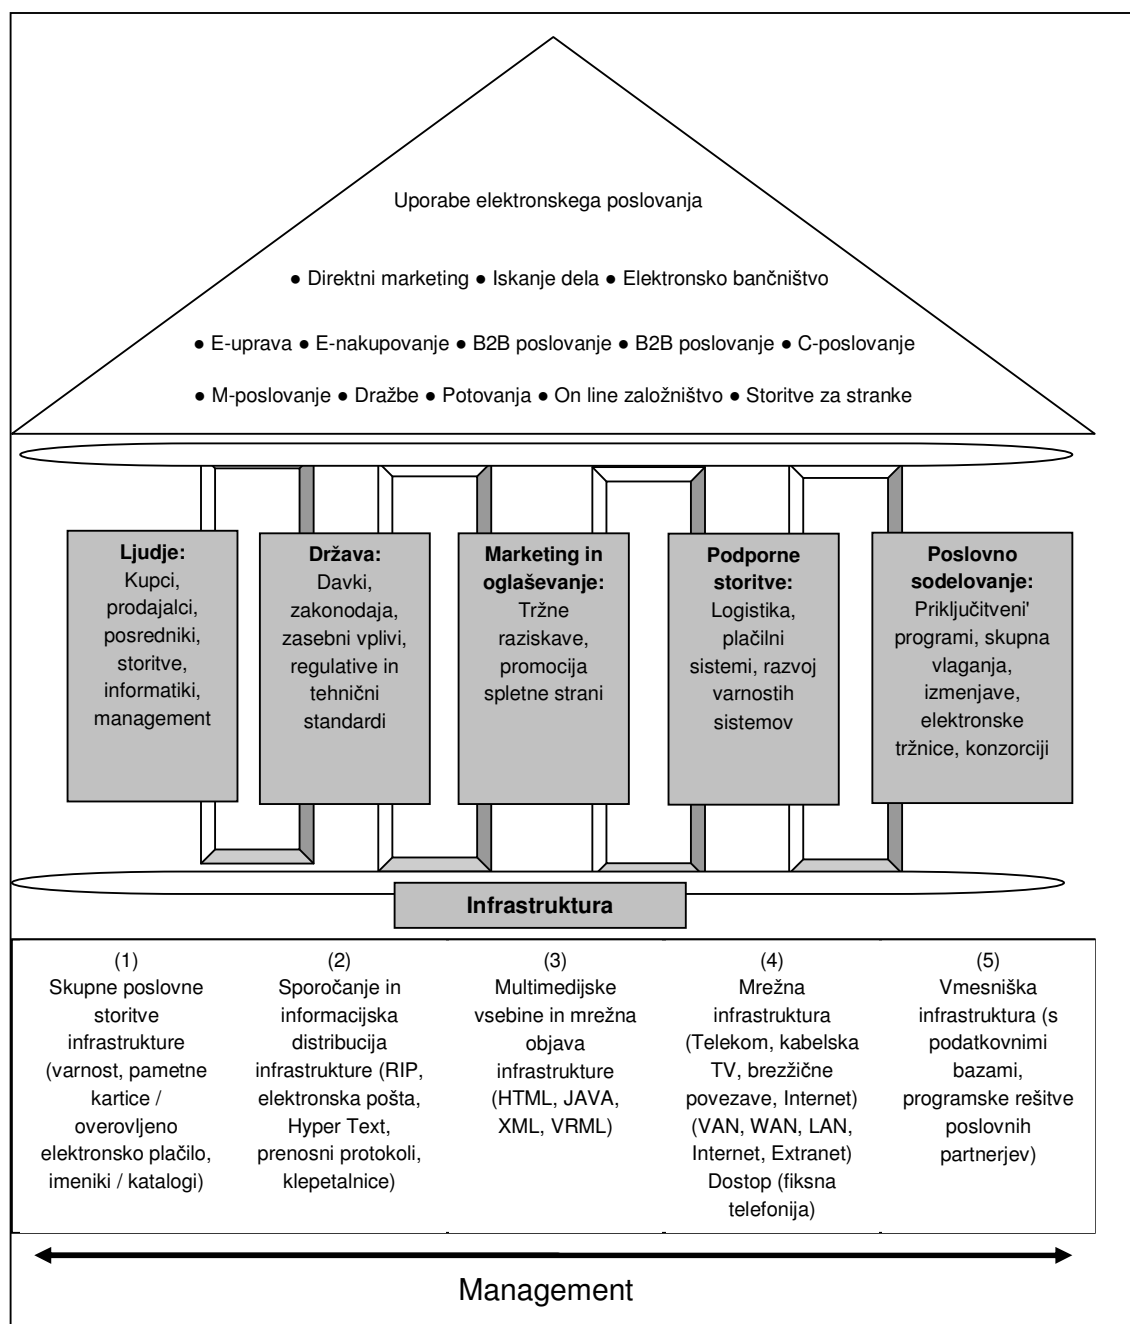 Uporabe elektronskega poslovanja
● Direktni marketing ● Iskanje dela ● Elektronsko bančništvo
● E-uprava ● E-nakupovanje ● B2B poslovanje ● B2B poslovanje ● C-poslovanje
● M-poslovanje ● Dražbe ● Potovanja ● On line založništvo ● Storitve za stranke
Ljudje:
Kupci,
prodajalci,
posredniki,
storitve,
informatiki,
management
Država:
Davki,
zakonodaja,
zasebni vplivi,
regulative in
tehnični
standardi
Marketing in
oglaševanje:
Tržne
raziskave,
promocija
spletne strani
Podporne
storitve:
Logistika,
plačilni
sistemi, razvoj
varnostih
sistemov
Poslovno
sodelovanje:
Priključitveni'
programi, skupna
vlaganja,
izmenjave,
elektronske
tržnice, konzorciji
Infrastruktura
(1)
Skupne poslovne
storitve
infrastrukture
(varnost, pametne
kartice /
overovljeno
elektronsko plačilo,
imeniki / katalogi)
(2)
Sporočanje in
informacijska
distribucija
infrastrukture (RIP,
elektronska pošta,
Hyper Text,
prenosni protokoli,
klepetalnice)
(3)
Multimedijske
vsebine in mrežna
objava
infrastrukture
(HTML, JAVA,
XML, VRML)
(4)
Mrežna
infrastruktura
(Telekom, kabelska
TV, brezžične
povezave, Internet)
(VAN, WAN, LAN,
Internet, Extranet)
Dostop (fiksna
telefonija)
(5)
Vmesniška
infrastruktura (s
podatkovnimi
bazami,
programske rešitve
poslovnih
partnerjev)
Management